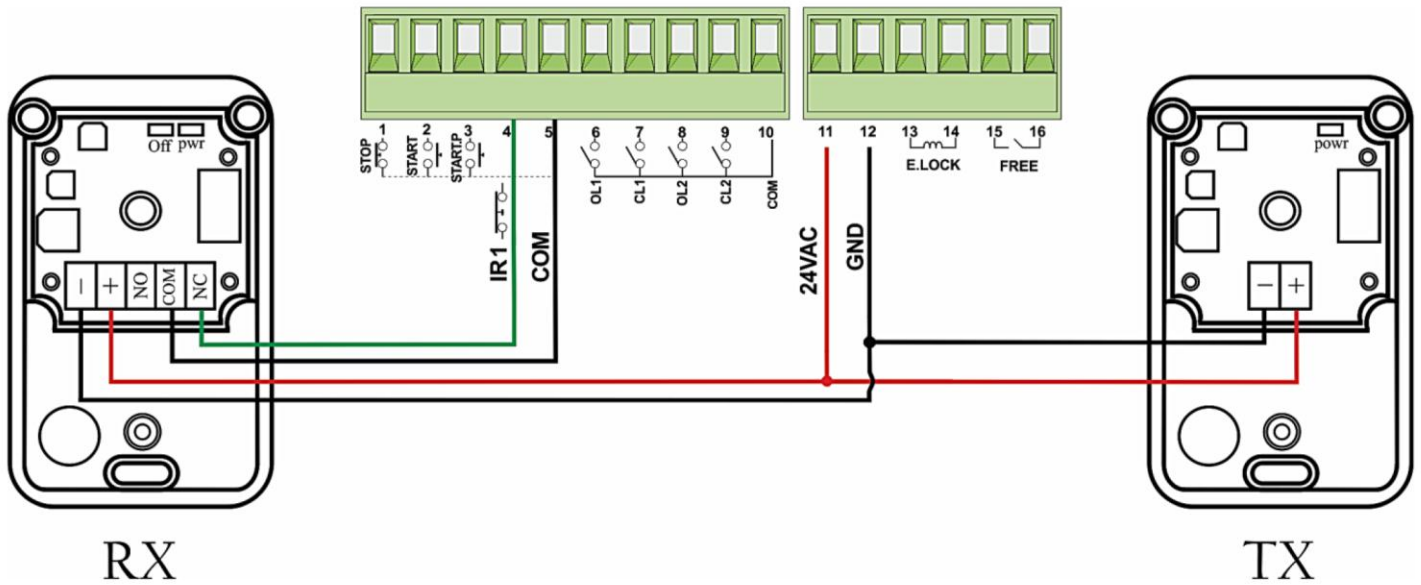 1 2 3 4 5 6 7 8 9 10 11 12 13 14 15 16
STOP
START
START.P
IR1
COM
OL1
CL1
OL2
CL2
COM
24VAC
GND
E.LOCK
FREE
Off pwr
− + NO COM NC
powr
− +
RX
TX